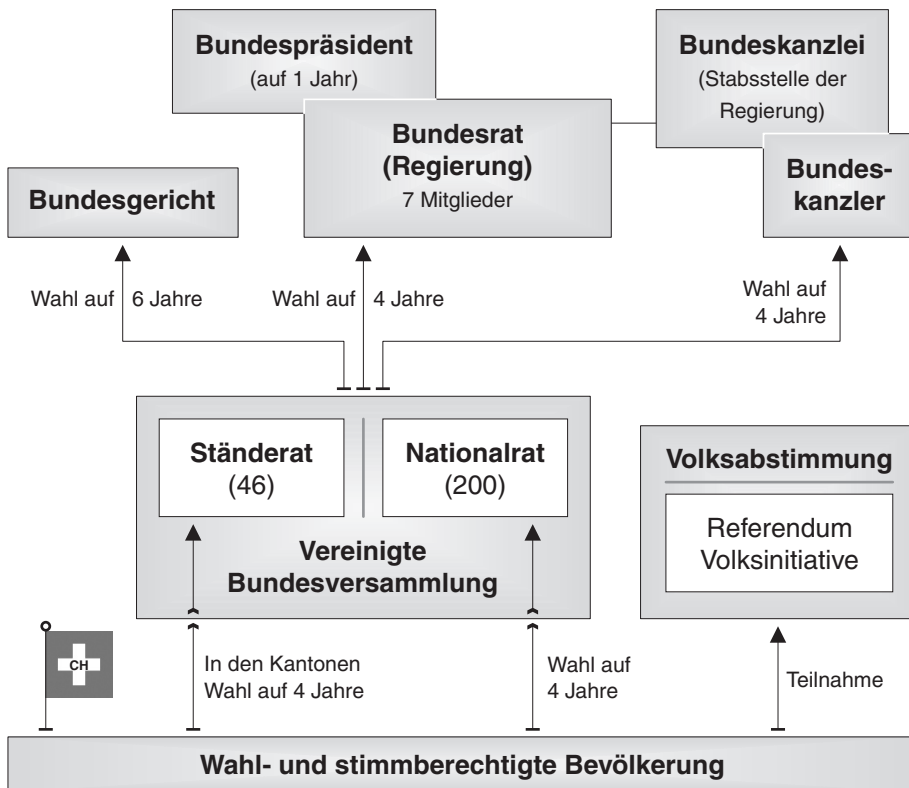 Bundespräsident
(auf 1 Jahr)
Bundeskanzlei
(Stabsstelle der
Regierung)
Bundesrat
(Regierung)
7 Mitglieder
Bundes-
kanzler
Bundesgericht
Wahl auf 6 Jahre
Wahl auf 4 Jahre
Wahl auf
4 Jahre
Ständerat
(46)
Nationalrat
(200)
Vereinigte
Bundesversammlung
Volksabstimmung
Referendum
Volksinitiative
CH
In den Kantonen
Wahl auf 4 Jahre
Wahl auf
4 Jahre
Teilnahme
Wahl- und stimmberechtigte Bevölkerung